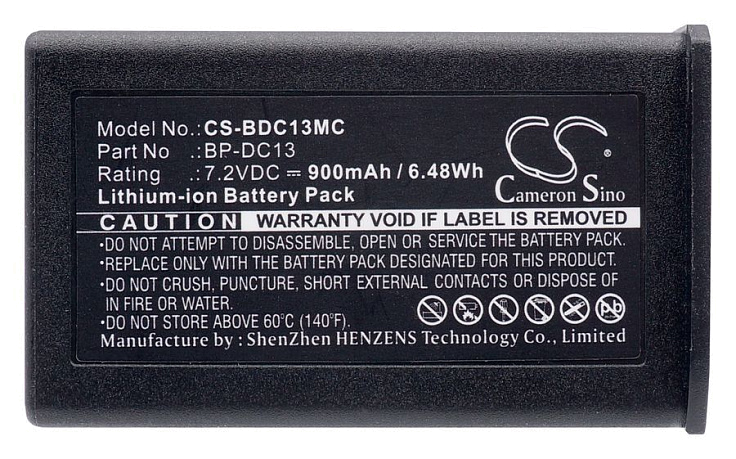 Model No.:CS-BDC13MC
Part No .:BP-DC13
Rating .:7.2VDC ⎓ 900mAh / 6.48Wh
Lithium-ion Battery Pack
CS ®
Cameron Sino
CAUTION WARRANTY VOID IF LABEL IS REMOVED
•DO NOT ATTEMPT TO DISASSEMBLE, OPEN OR SERVICE THE BATTERY PACK.
•REPLACE ONLY WITH THE BATTERY PACK DESIGNATED FOR THIS PRODUCT.
•DO NOT CRUSH, PUNCTURE, SHORT EXTERNAL CONTACTS OR DISPOSE OF
IN FIRE OR WATER.
•DO NOT STORE ABOVE 60°C (140°F).
Pb
Manufacture by : ShenZhen HENZENS Technology Co., Limited